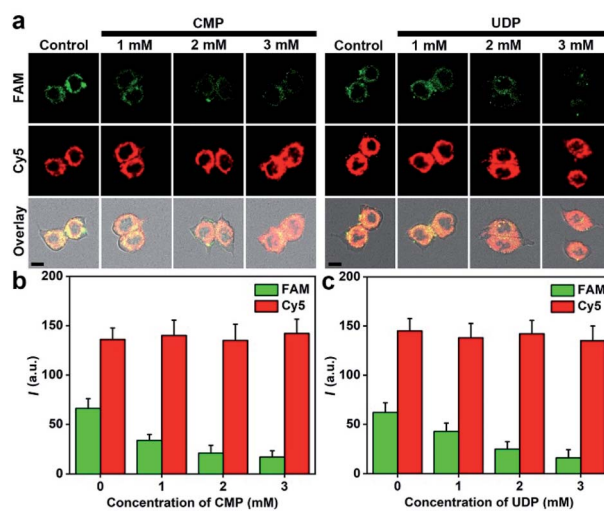 a
CMP
UDP
Control 1 mM 2 mM 3 mM Control 1 mM 2 mM 3 mM
FAM
Cy5
Overlay
b
c
FAM
Cy5
FAM
Cy5
I (a.u.)
150
100
50
0
0 1 2 3
Concentration of CMP (mM)
I (a.u.)
150
100
50
0
0 1 2 3
Concentration of UDP (mM)